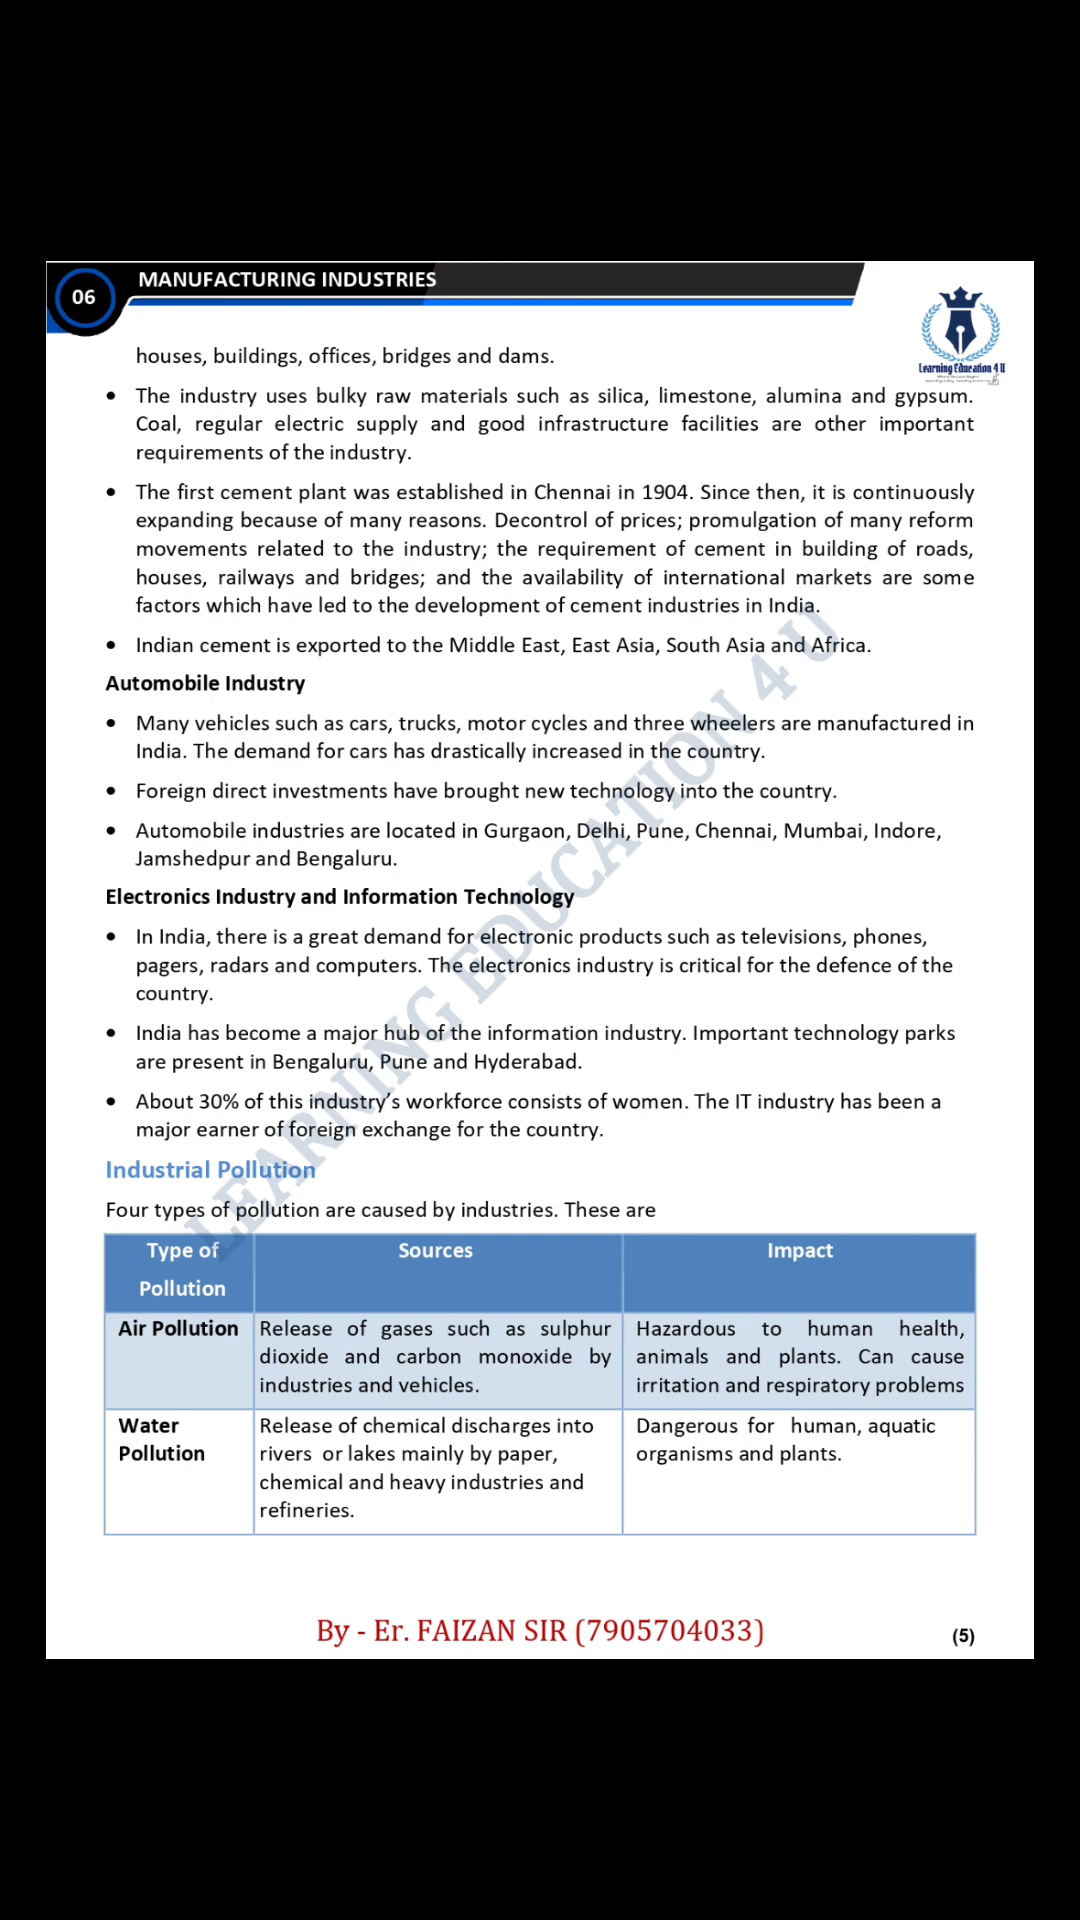 06
MANUFACTURING INDUSTRIES
Learning Education 4 U
houses, buildings, offices, bridges and dams.
• The industry uses bulky raw materials such as silica, limestone, alumina and gypsum.
Coal, regular electric supply and good infrastructure facilities are other important
requirements of the industry.
• The first cement plant was established in Chennai in 1904. Since then, it is continuously
expanding because of many reasons. Decontrol of prices; promulgation of many reform
movements related to the industry; the requirement of cement in building of roads,
houses, railways and bridges; and the availability of international markets are some
factors which have led to the development of cement industries in India.
• Indian cement is exported to the Middle East, East Asia, South Asia and Africa.
Automobile Industry
• Many vehicles such as cars, trucks, motor cycles and three wheelers are manufactured in
India. The demand for cars has drastically increased in the country.
• Foreign direct investments have brought new technology into the country.
• Automobile industries are located in Gurgaon, Delhi, Pune, Chennai, Mumbai, Indore,
Jamshedpur and Bengaluru.
Electronics Industry and Information Technology
• In India, there is a great demand for electronic products such as televisions, phones,
pagers, radars and computers. The electronics industry is critical for the defence of the
country.
• India has become a major hub of the information industry. Important technology parks
are present in Bengaluru, Pune and Hyderabad.
• About 30% of this industry’s workforce consists of women. The IT industry has been a
major earner of foreign exchange for the country.
LEARNING EDUCATION 4 U
Industrial Pollution
Four types of pollution are caused by industries. These are
Type of
Pollution
Sources
Impact
Air Pollution
Release of gases such as sulphur
dioxide and carbon monoxide by
industries and vehicles.
Hazardous to human health,
animals and plants. Can cause
irritation and respiratory problems
Water
Pollution
Release of chemical discharges into
rivers or lakes mainly by paper,
chemical and heavy industries and
refineries.
Dangerous for human, aquatic
organisms and plants.
By - Er. FAIZAN SIR (7905704033)
(5)